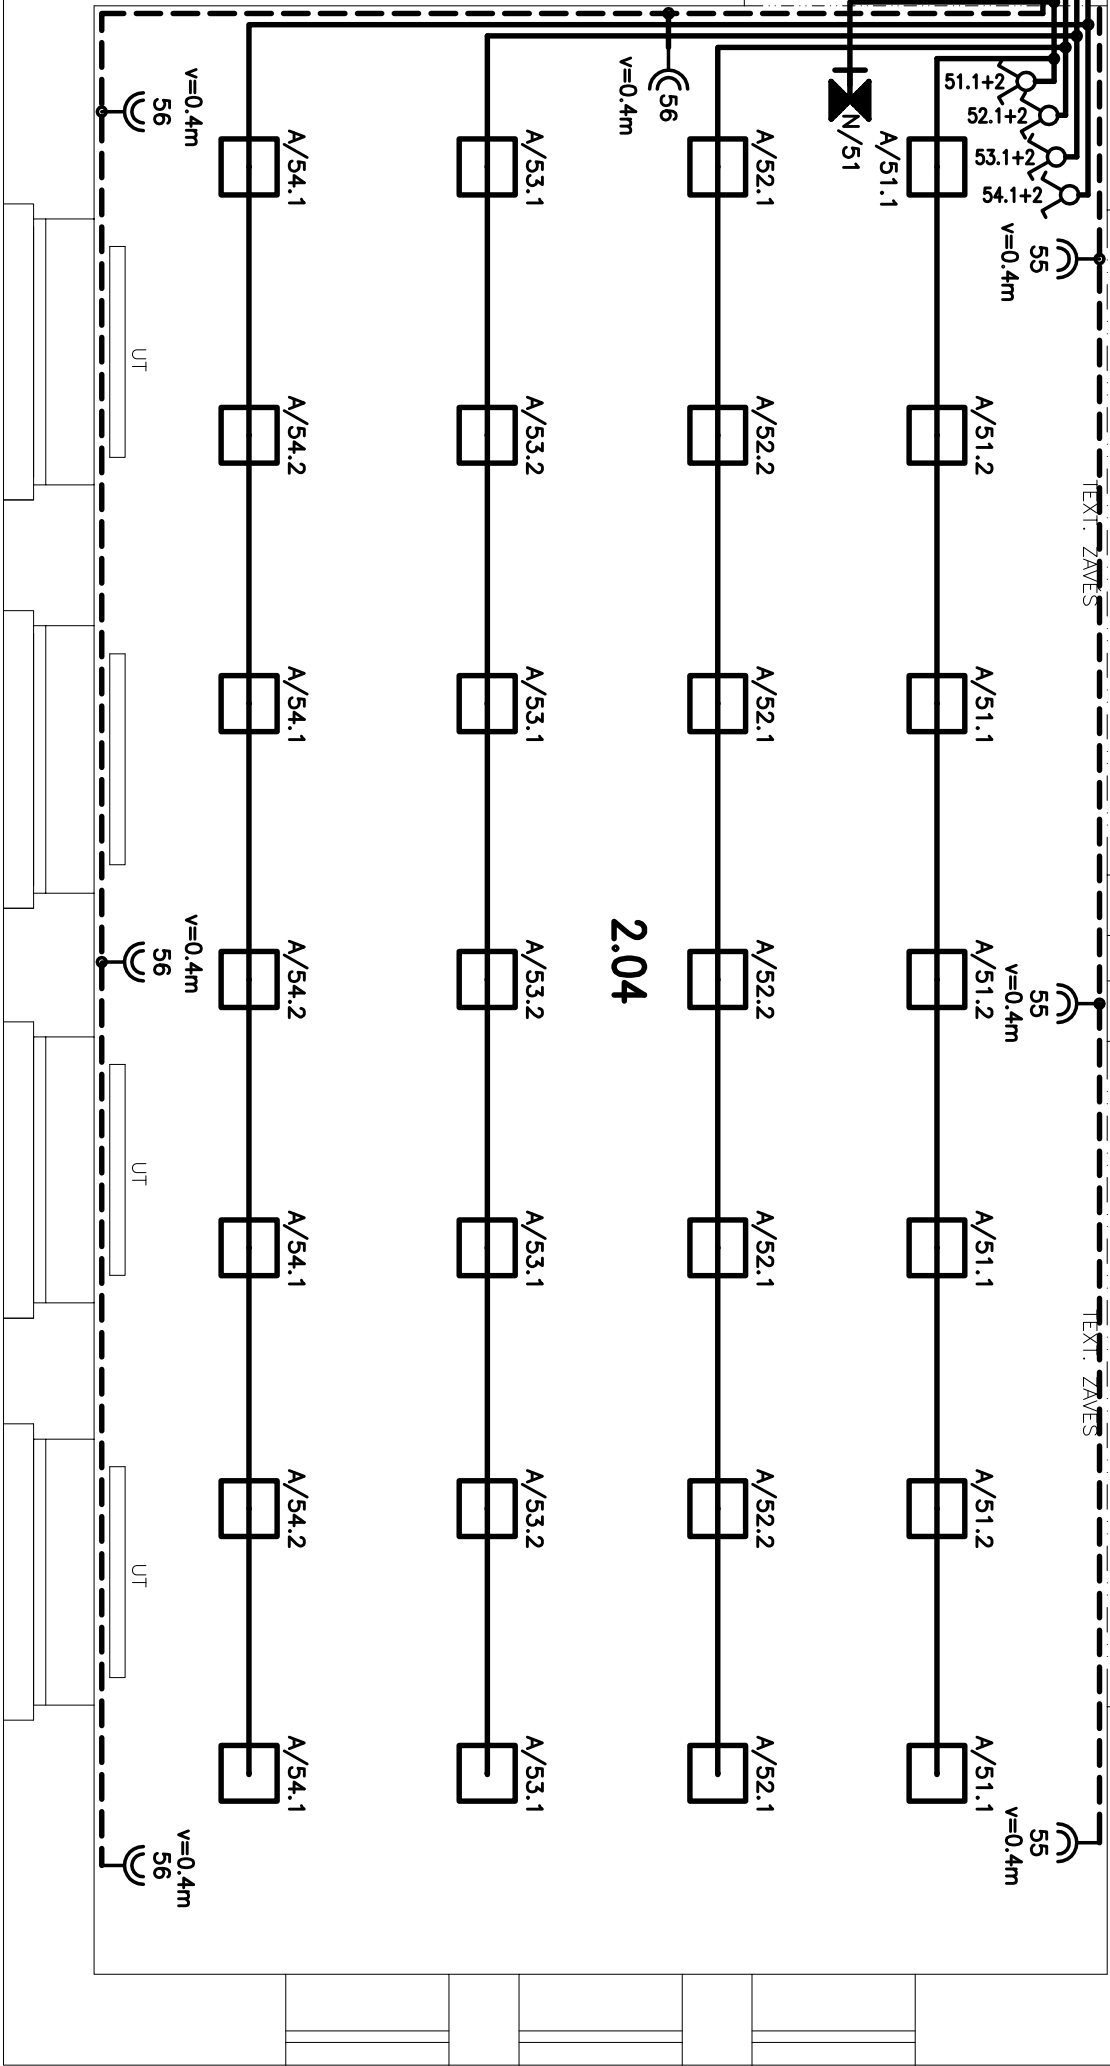 51.1+2
52.1+2
53.1+2
54.1+2
v=0.4m
56
v=0.4m
56
N/51
A/54.1
A/53.1
A/52.1
A/51.1
55
v=0.4m
UT
A/54.2
A/53.2
A/52.2
A/51.2
TEXT. ZAVES
A/54.1
A/53.1
A/52.1
A/51.1
v=0.4m
56
2.04
A/54.2
A/53.2
A/52.2
A/51.2
55
v=0.4m
UT
A/54.1
A/53.1
A/52.1
A/51.1
TEXT. ZAVES
A/54.2
A/53.2
A/52.2
A/51.2
UT
A/54.1
A/53.1
A/52.1
A/51.1
v=0.4m
56
55
v=0.4m